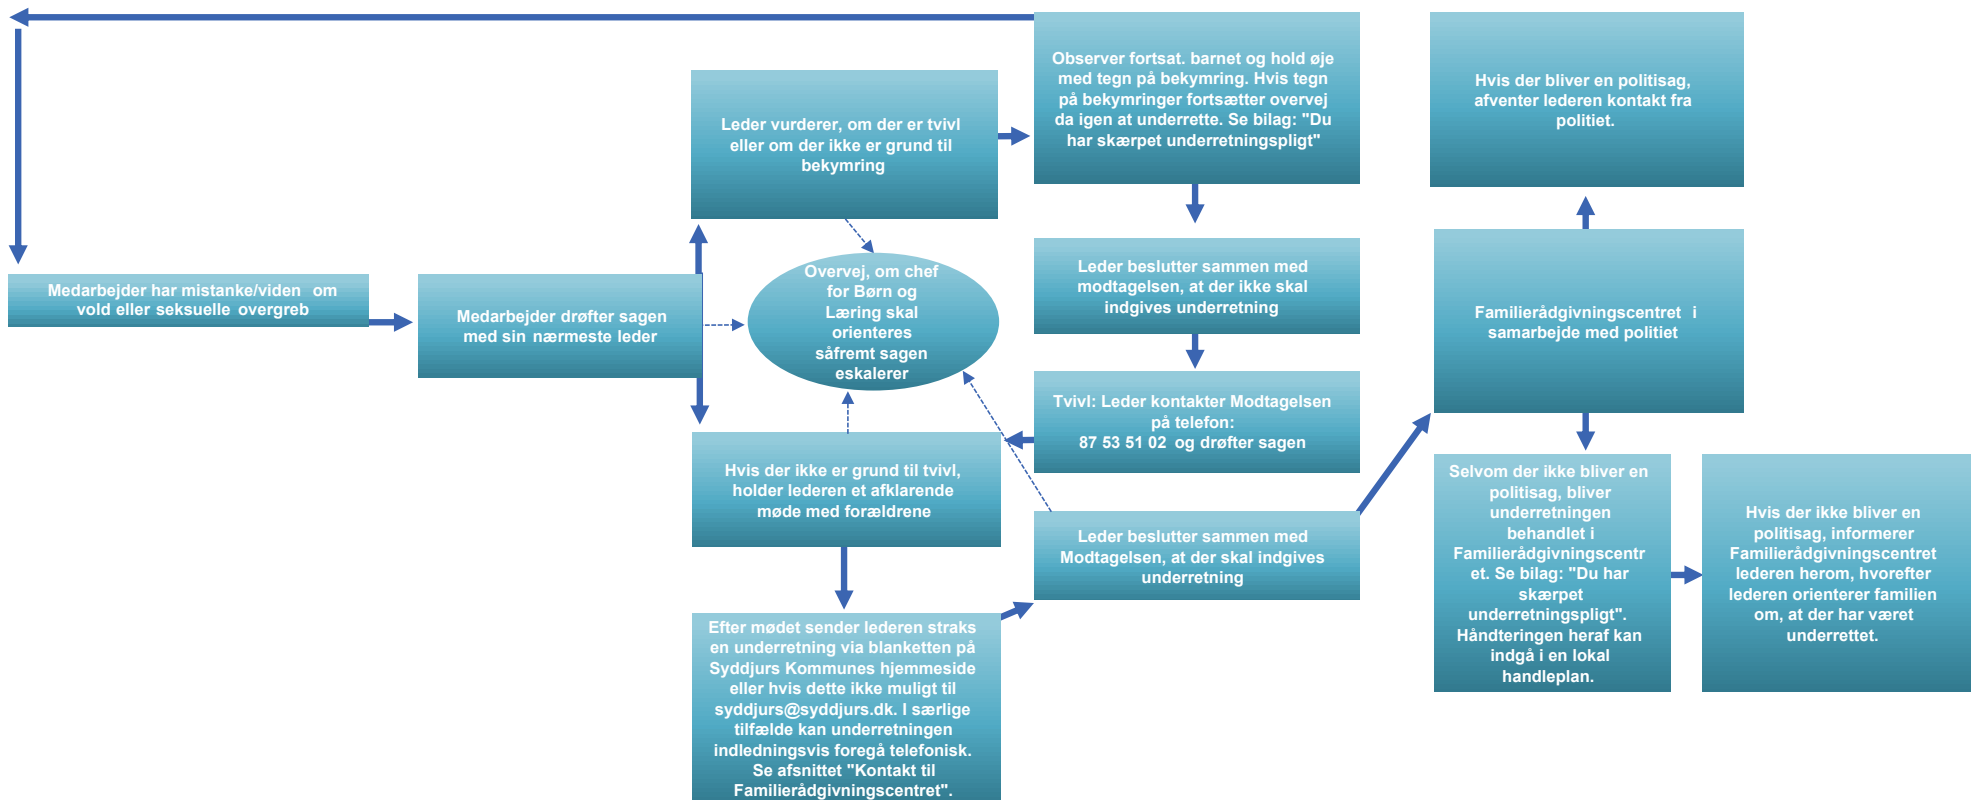 Medarbejder har mistanke/viden om
vold eller seksuelle overgreb
Medarbejder drøfter sagen
med sin nærmeste leder
Leder vurderer, om der er tvivl
eller om der ikke er grund til
bekymring
Overvej, om chef
for Børn og
Læring skal
orienteres
såfremt sagen
eskalerer
Hvis der ikke er grund til tvivl,
holder lederen et afklarende
møde med forældrene
Efter mødet sender lederen straks
en underretning via blanketten på
Syddjurs Kommunes hjemmeside
eller hvis dette ikke muligt til
syddjurs@syddjurs.dk. I særlige
tilfælde kan underretningen
indledningsvis foregå telefonisk.
Se afsnittet "Kontakt til
Familierådgivningscentret".
Observer fortsat. barnet og hold øje
med tegn på bekymring. Hvis tegn
på bekymringer fortsætter overvej
da igen at underrette. Se bilag: "Du
har skærpet underretningspligt"
Leder beslutter sammen med
modtagelsen, at der ikke skal
indgives underretning
Tvivl: Leder kontakter Modtagelsen
på telefon:
87 53 51 02 og drøfter sagen
Leder beslutter sammen med
Modtagelsen, at der skal indgives
underretning
Hvis der bliver en politisag,
afventer lederen kontakt fra
politiet.
Familierådgivningscentret i
samarbejde med politiet
Selvom der ikke bliver en
politisag, bliver
underretningen
behandlet i
Familierådgivningscentr
et. Se bilag: "Du har
skærpet
underretningspligt".
Håndteringen heraf kan
indgå i en lokal
handleplan.
Hvis der ikke bliver en
politisag, informerer
Familierådgivningscentret
lederen herom, hvorefter
lederen orienterer familien
om, at der har været
underrettet.